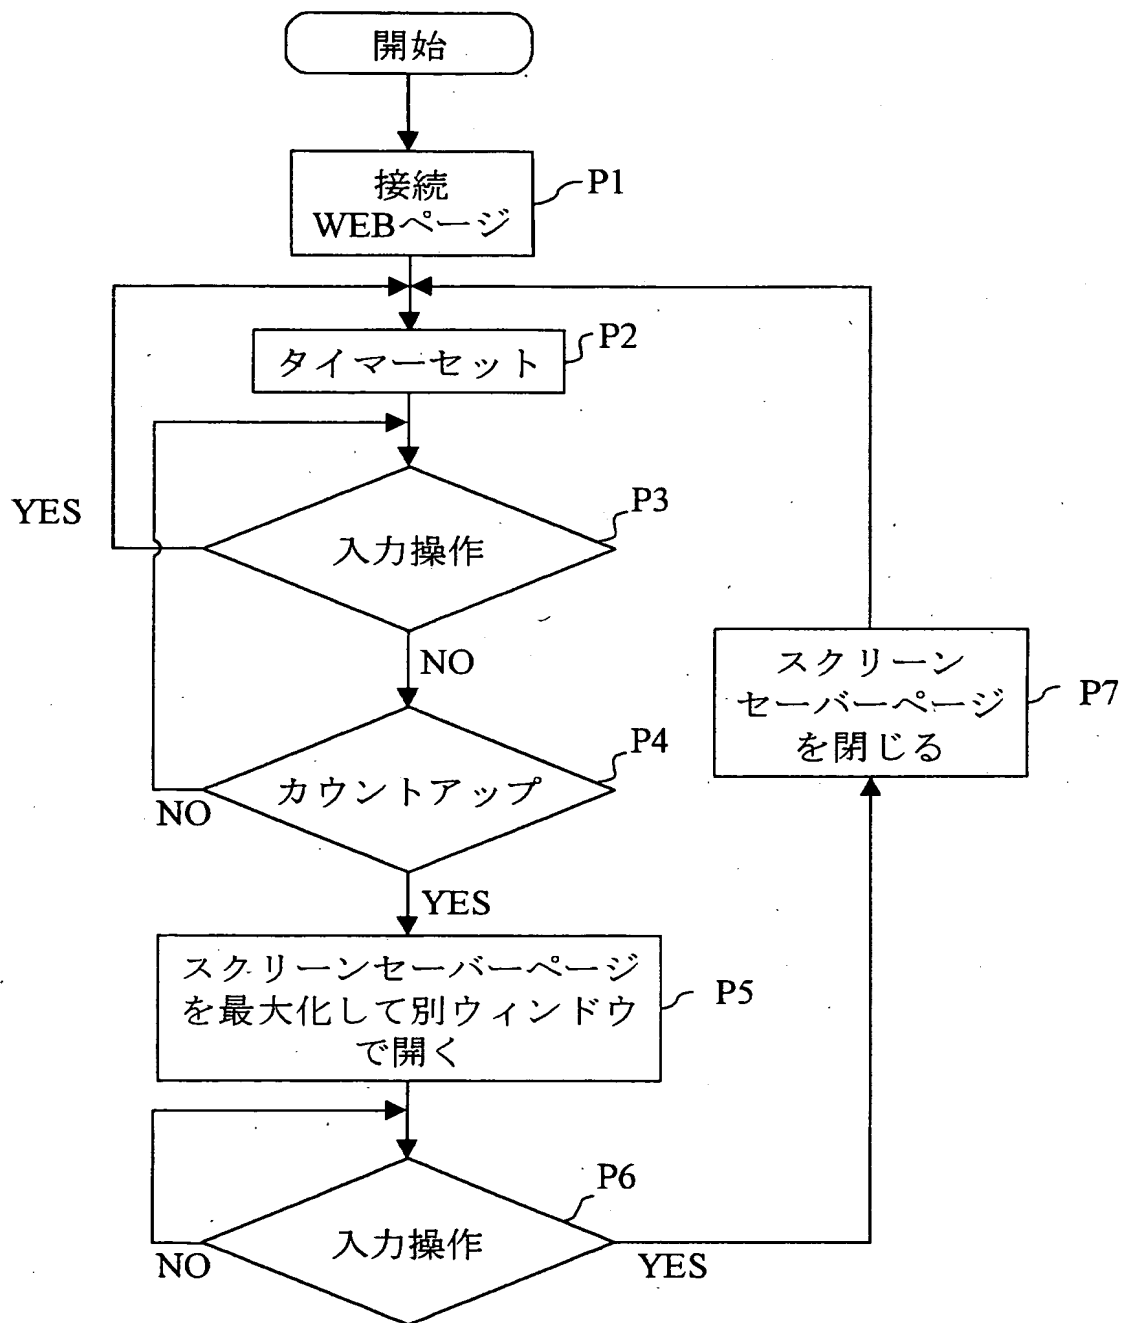 開始
接続
WEBページ
P1
タイマーセット
P2
入力操作
P3
YES
NO
カウントアップ
P4
NO
YES
スクリーンセーバーページ
を最大化して別ウィンドウ
で開く
P5
入力操作
P6
NO
YES
スクリーン
セーバーページ
を閉じる
P7